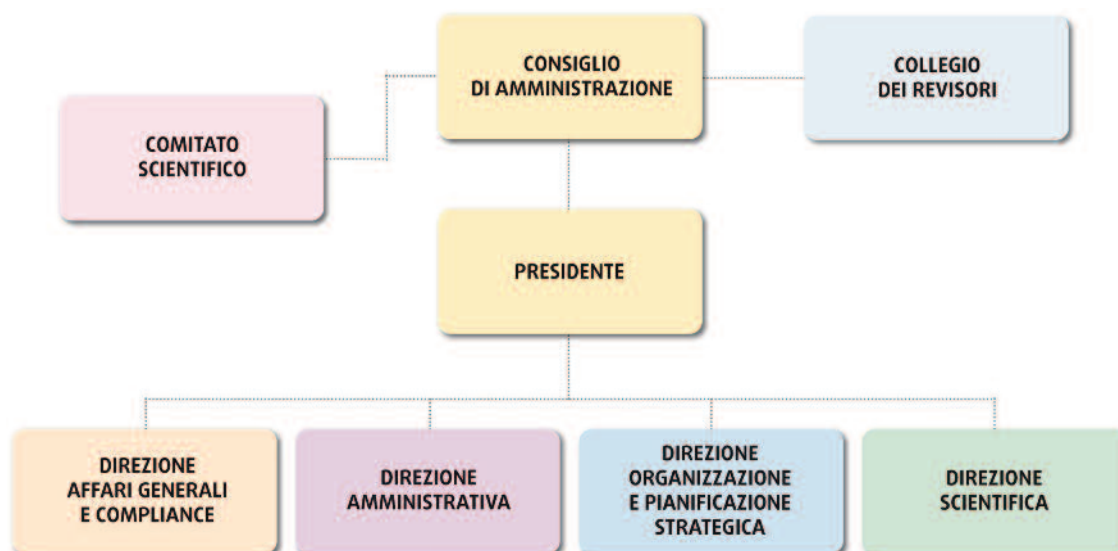 CONSIGLIO
DI AMMINISTRAZIONE
COLLEGIO
DEI REVISORI
COMITATO
SCIENTIFICO
PRESIDENTE
DIREZIONE
AFFARI GENERALI
E COMPLIANCE
DIREZIONE
AMMINISTRATIVA
DIREZIONE
ORGANIZZAZIONE
E PIANIFICAZIONE
STRATEGICA
DIREZIONE
SCIENTIFICA